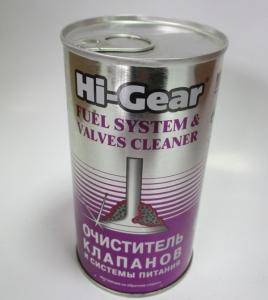 Hi-Gear
FUEL SYSTEM &
VALVES CLEANER
ОЧИСТИТЕЛЬ
КЛАПАНОВ
И СИСТЕМЫ ПИТАНИЯ